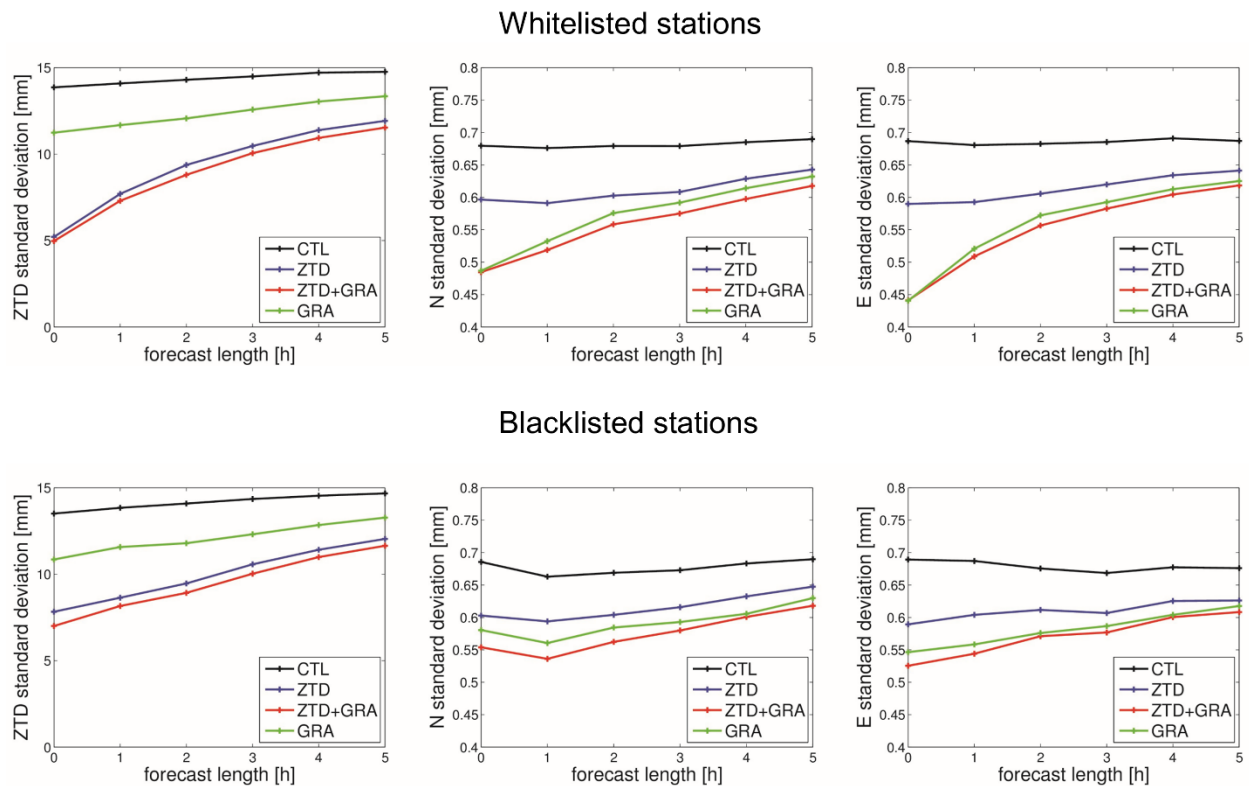 Whitelisted stations
ZTD standard deviation [mm]
15
10
5
0
0 1 2 3 4 5
forecast length [h]
CTL
ZTD
ZTD+GRA
GRA
N standard deviation [mm]
0.8
0.75
0.7
0.65
0.6
0.55
0.5
0.45
0.4
0 1 2 3 4 5
forecast length [h]
CTL
ZTD
ZTD+GRA
GRA
E standard deviation [mm]
0.8
0.75
0.7
0.65
0.6
0.55
0.5
0.45
0.4
0 1 2 3 4 5
forecast length [h]
CTL
ZTD
ZTD+GRA
GRA
Blacklisted stations
ZTD standard deviation [mm]
15
10
5
0
0 1 2 3 4 5
forecast length [h]
CTL
ZTD
ZTD+GRA
GRA
N standard deviation [mm]
0.8
0.75
0.7
0.65
0.6
0.55
0.5
0.45
0.4
0 1 2 3 4 5
forecast length [h]
CTL
ZTD
ZTD+GRA
GRA
E standard deviation [mm]
0.8
0.75
0.7
0.65
0.6
0.55
0.5
0.45
0.4
0 1 2 3 4 5
forecast length [h]
CTL
ZTD
ZTD+GRA
GRA